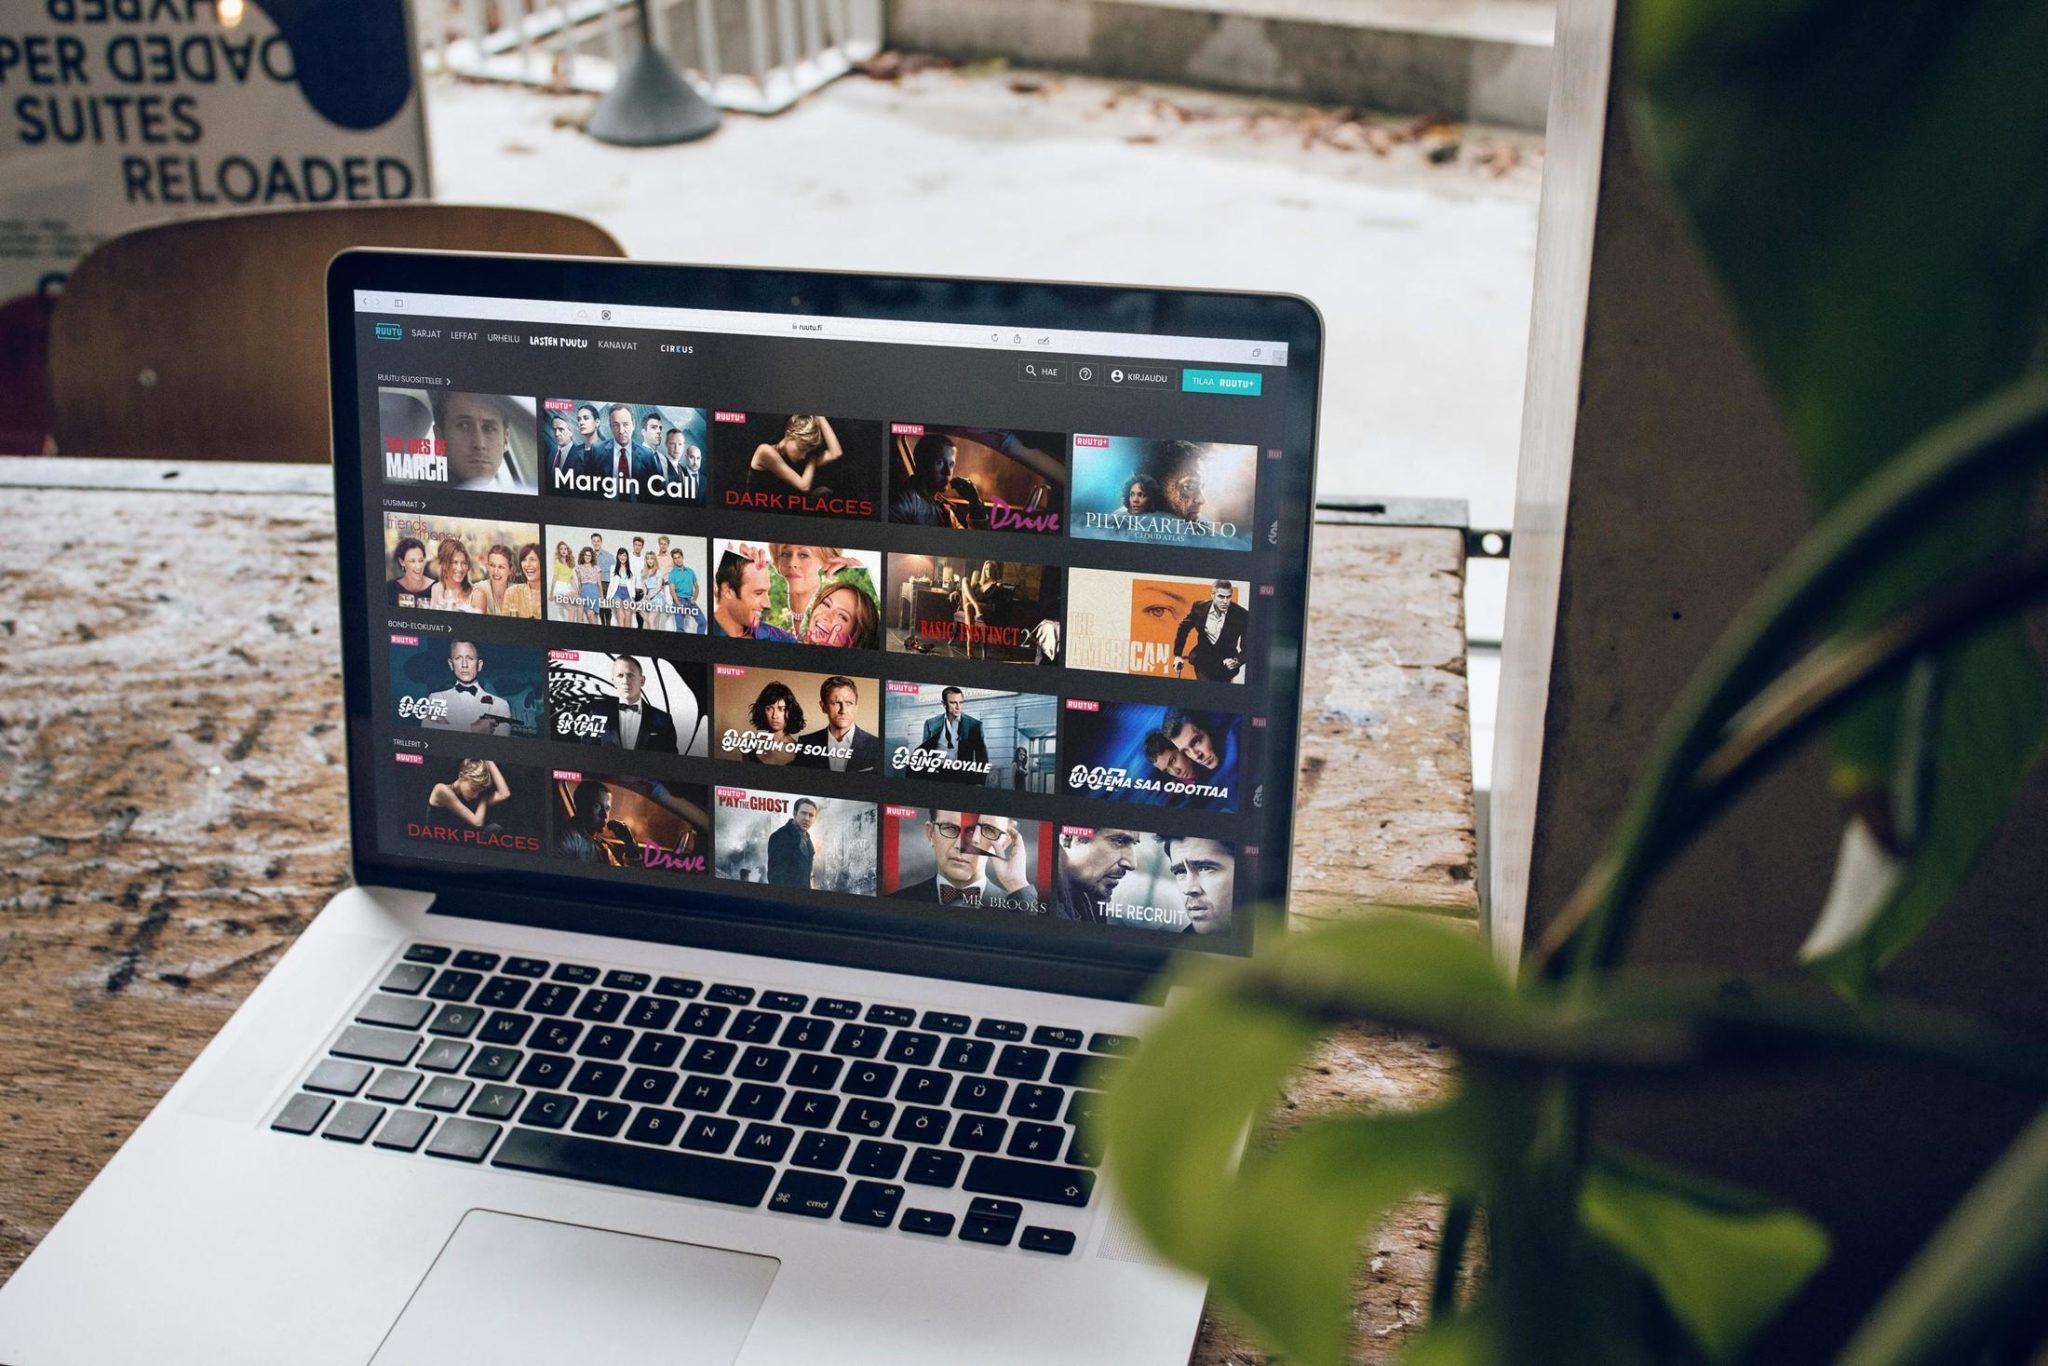 PER LOADED
SUITES
RELOADED
ruutu.fi
RUUTU SARJAT LEFFAT URHEILU LASTEN RUUTU KANAVAT CIRKUS
HAE ? KIRJAUDU TILAA RUUTU+
RUUTU SUOSITTELEE >
THE IDES OF
MARCH
RUUTU+
Margin Call
RUUTU+
DARK PLACES
RUUTU+
Drive
RUUTU+
PILVIKARTASTO
CLOUD ATLAS
UUSIMMAT >
friends
money
Beverly Hills 90210:n tarina
BASIC INSTINCT 2
THE
AMERICAN
BOND-ELOKUVAT >
RUUTU+
007
SPECTRE
RUUTU+
007
SKYFALL
RUUTU+
007
QUANTUM OF SOLACE
RUUTU+
007
CASINO ROYALE
RUUTU+
007
KUOLEMA SAA ODOTTAA
TRILLERIT >
RUUTU+
DARK PLACES
RUUTU+
Drive
RUUTU+
PAY THE GHOST
RUUTU+
MR BROOKS
RUUTU+
THE RECRUIT
Q W E R T Z U I O P Ü
A S D F G H J K L Ö Ä
Y X C V B N M
cmd